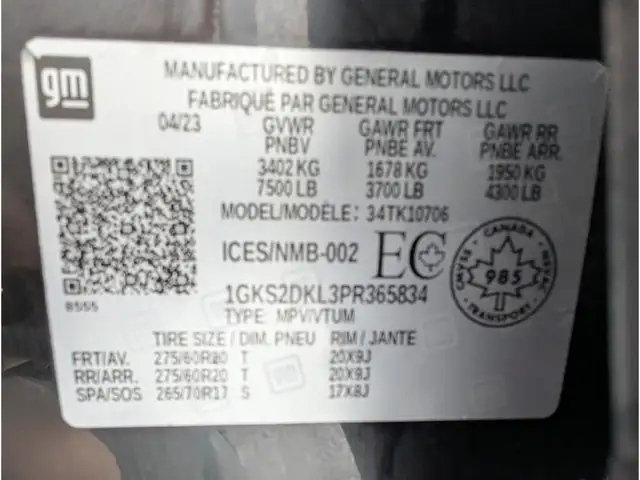 gm
MANUFACTURED BY GENERAL MOTORS LLC
FABRIQUÉ PAR GENERAL MOTORS LLC
04/23 GVWR GAWR FRT GAWR RR
PNBV PNBE AV. PNBE ARR.
3402 KG 1678 KG 1950 KG
7500 LB 3700 LB 4300 LB
MODEL/MODÈLE: 34TK10706
ICES/NMB-002 EC
CANADA
CMVSS 985 NSVAC
TRANSPORT
8555
1GKS2DKL3PR365834
TYPE: MPV/VTUM
TIRE SIZE / DIM. PNEU RIM / JANTE
FRT/AV. 275/60R20 T 20X9J
RR/ARR. 275/60R20 T 20X9J
SPA/SOS 265/70R17 S 17X8J